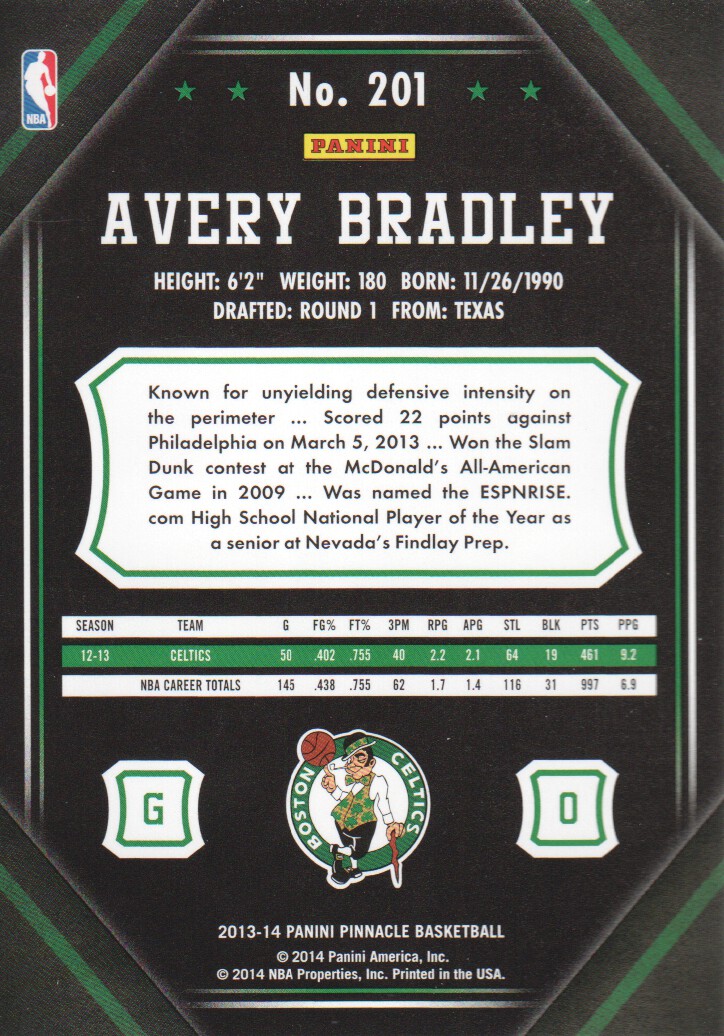 NBA
No. 201
PANINI
AVERY BRADLEY
HEIGHT: 6'2" WEIGHT: 180 BORN: 11/26/1990
DRAFTED: ROUND 1 FROM: TEXAS
Known for unyielding defensive intensity on
the perimeter ... Scored 22 points against
Philadelphia on March 5, 2013 ... Won the Slam
Dunk contest at the McDonald's All-American
Game in 2009 ... Was named the ESPNRISE.
com High School National Player of the Year as
a senior at Nevada's Findlay Prep.
SEASON TEAM G FG% FT% 3PM RPG APG STL BLK PTS PPG
12-13 CELTICS 50 .402 .755 40 2.2 2.1 64 19 461 9.2
NBA CAREER TOTALS 145 .438 .755 62 1.7 1.4 116 31 997 6.9
G
BOSTON CELTICS
0
2013-14 PANINI PINNACLE BASKETBALL
© 2014 Panini America, Inc.
© 2014 NBA Properties, Inc. Printed in the USA.